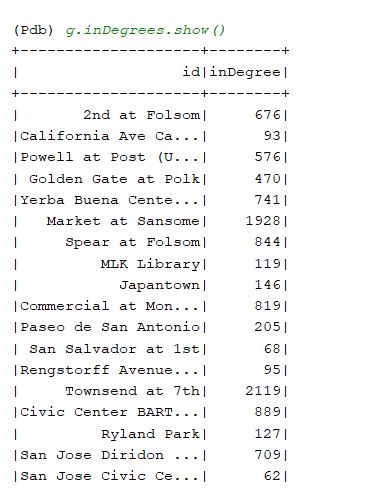 (Pdb) g.inDegrees.show()
+--------------------+--------+
|                  id|inDegree|
+--------------------+--------+
|       2nd at Folsom|     676|
|California Ave Ca...|      93|
|Powell at Post (U...|     576|
| Golden Gate at Polk|     470|
|Yerba Buena Cente...|     741|
|   Market at Sansome|    1928|
|     Spear at Folsom|     844|
|         MLK Library|     119|
|           Japantown|     146|
|Commercial at Mon...|     819|
|Paseo de San Antonio|     205|
| San Salvador at 1st|      68|
|Rengstorff Avenue...|      95|
|     Townsend at 7th|    2119|
|Civic Center BART...|     889|
|         Ryland Park|     127|
|San Jose Diridon ...|     709|
|San Jose Civic Ce...|      62|